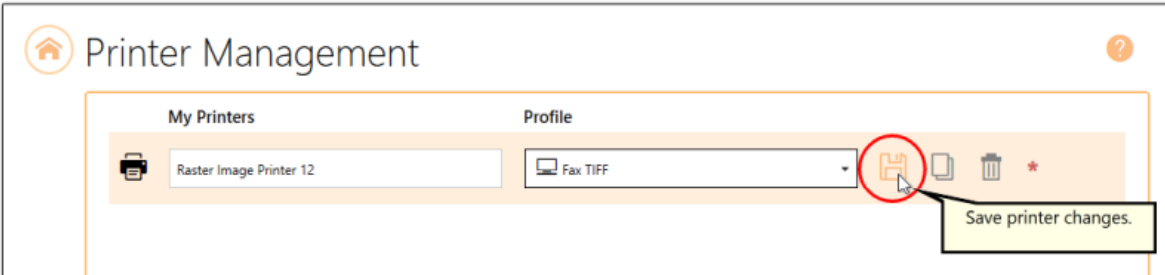 Printer Management
?
My Printers
Profile
Raster Image Printer 12
Fax TIFF
*
Save printer changes.